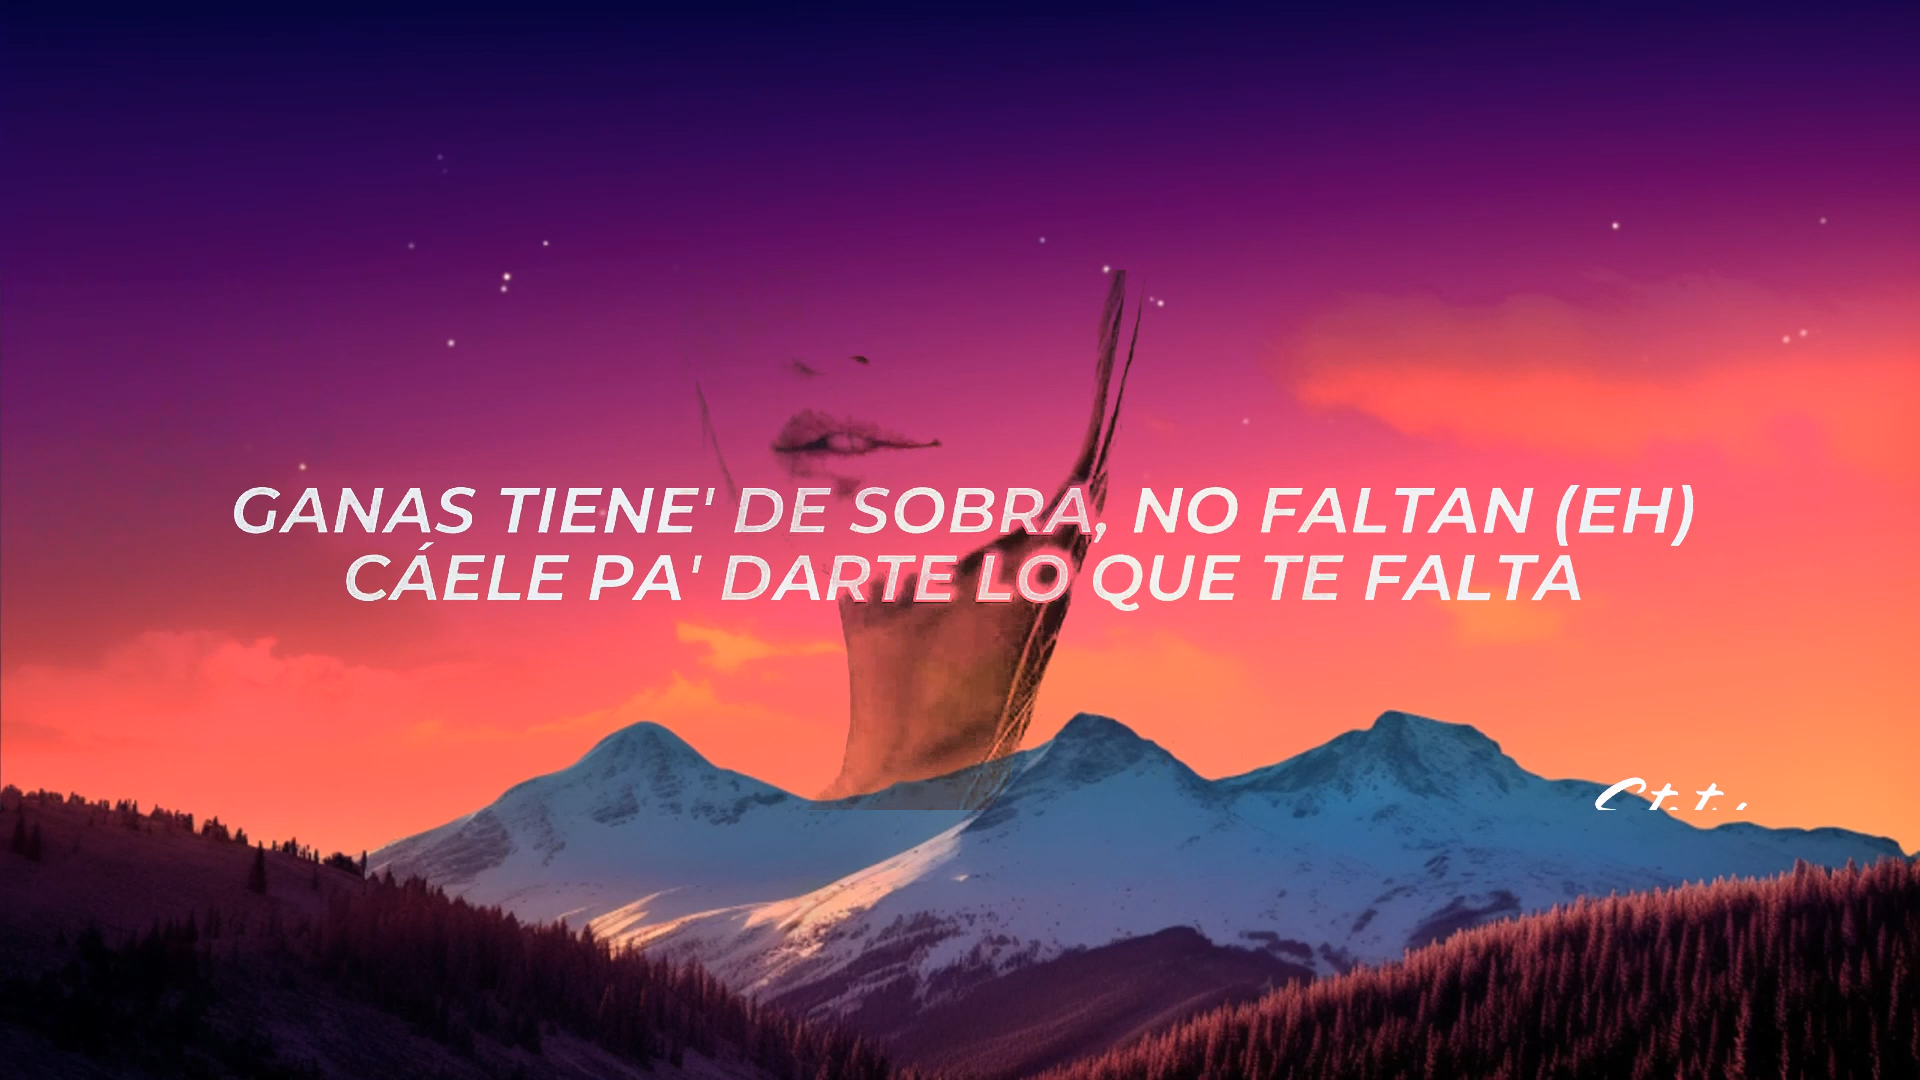 GANAS TIENE' DE SOBRA, NO FALTAN (EH)
CÁELE PA' DARTE LO QUE TE FALTA